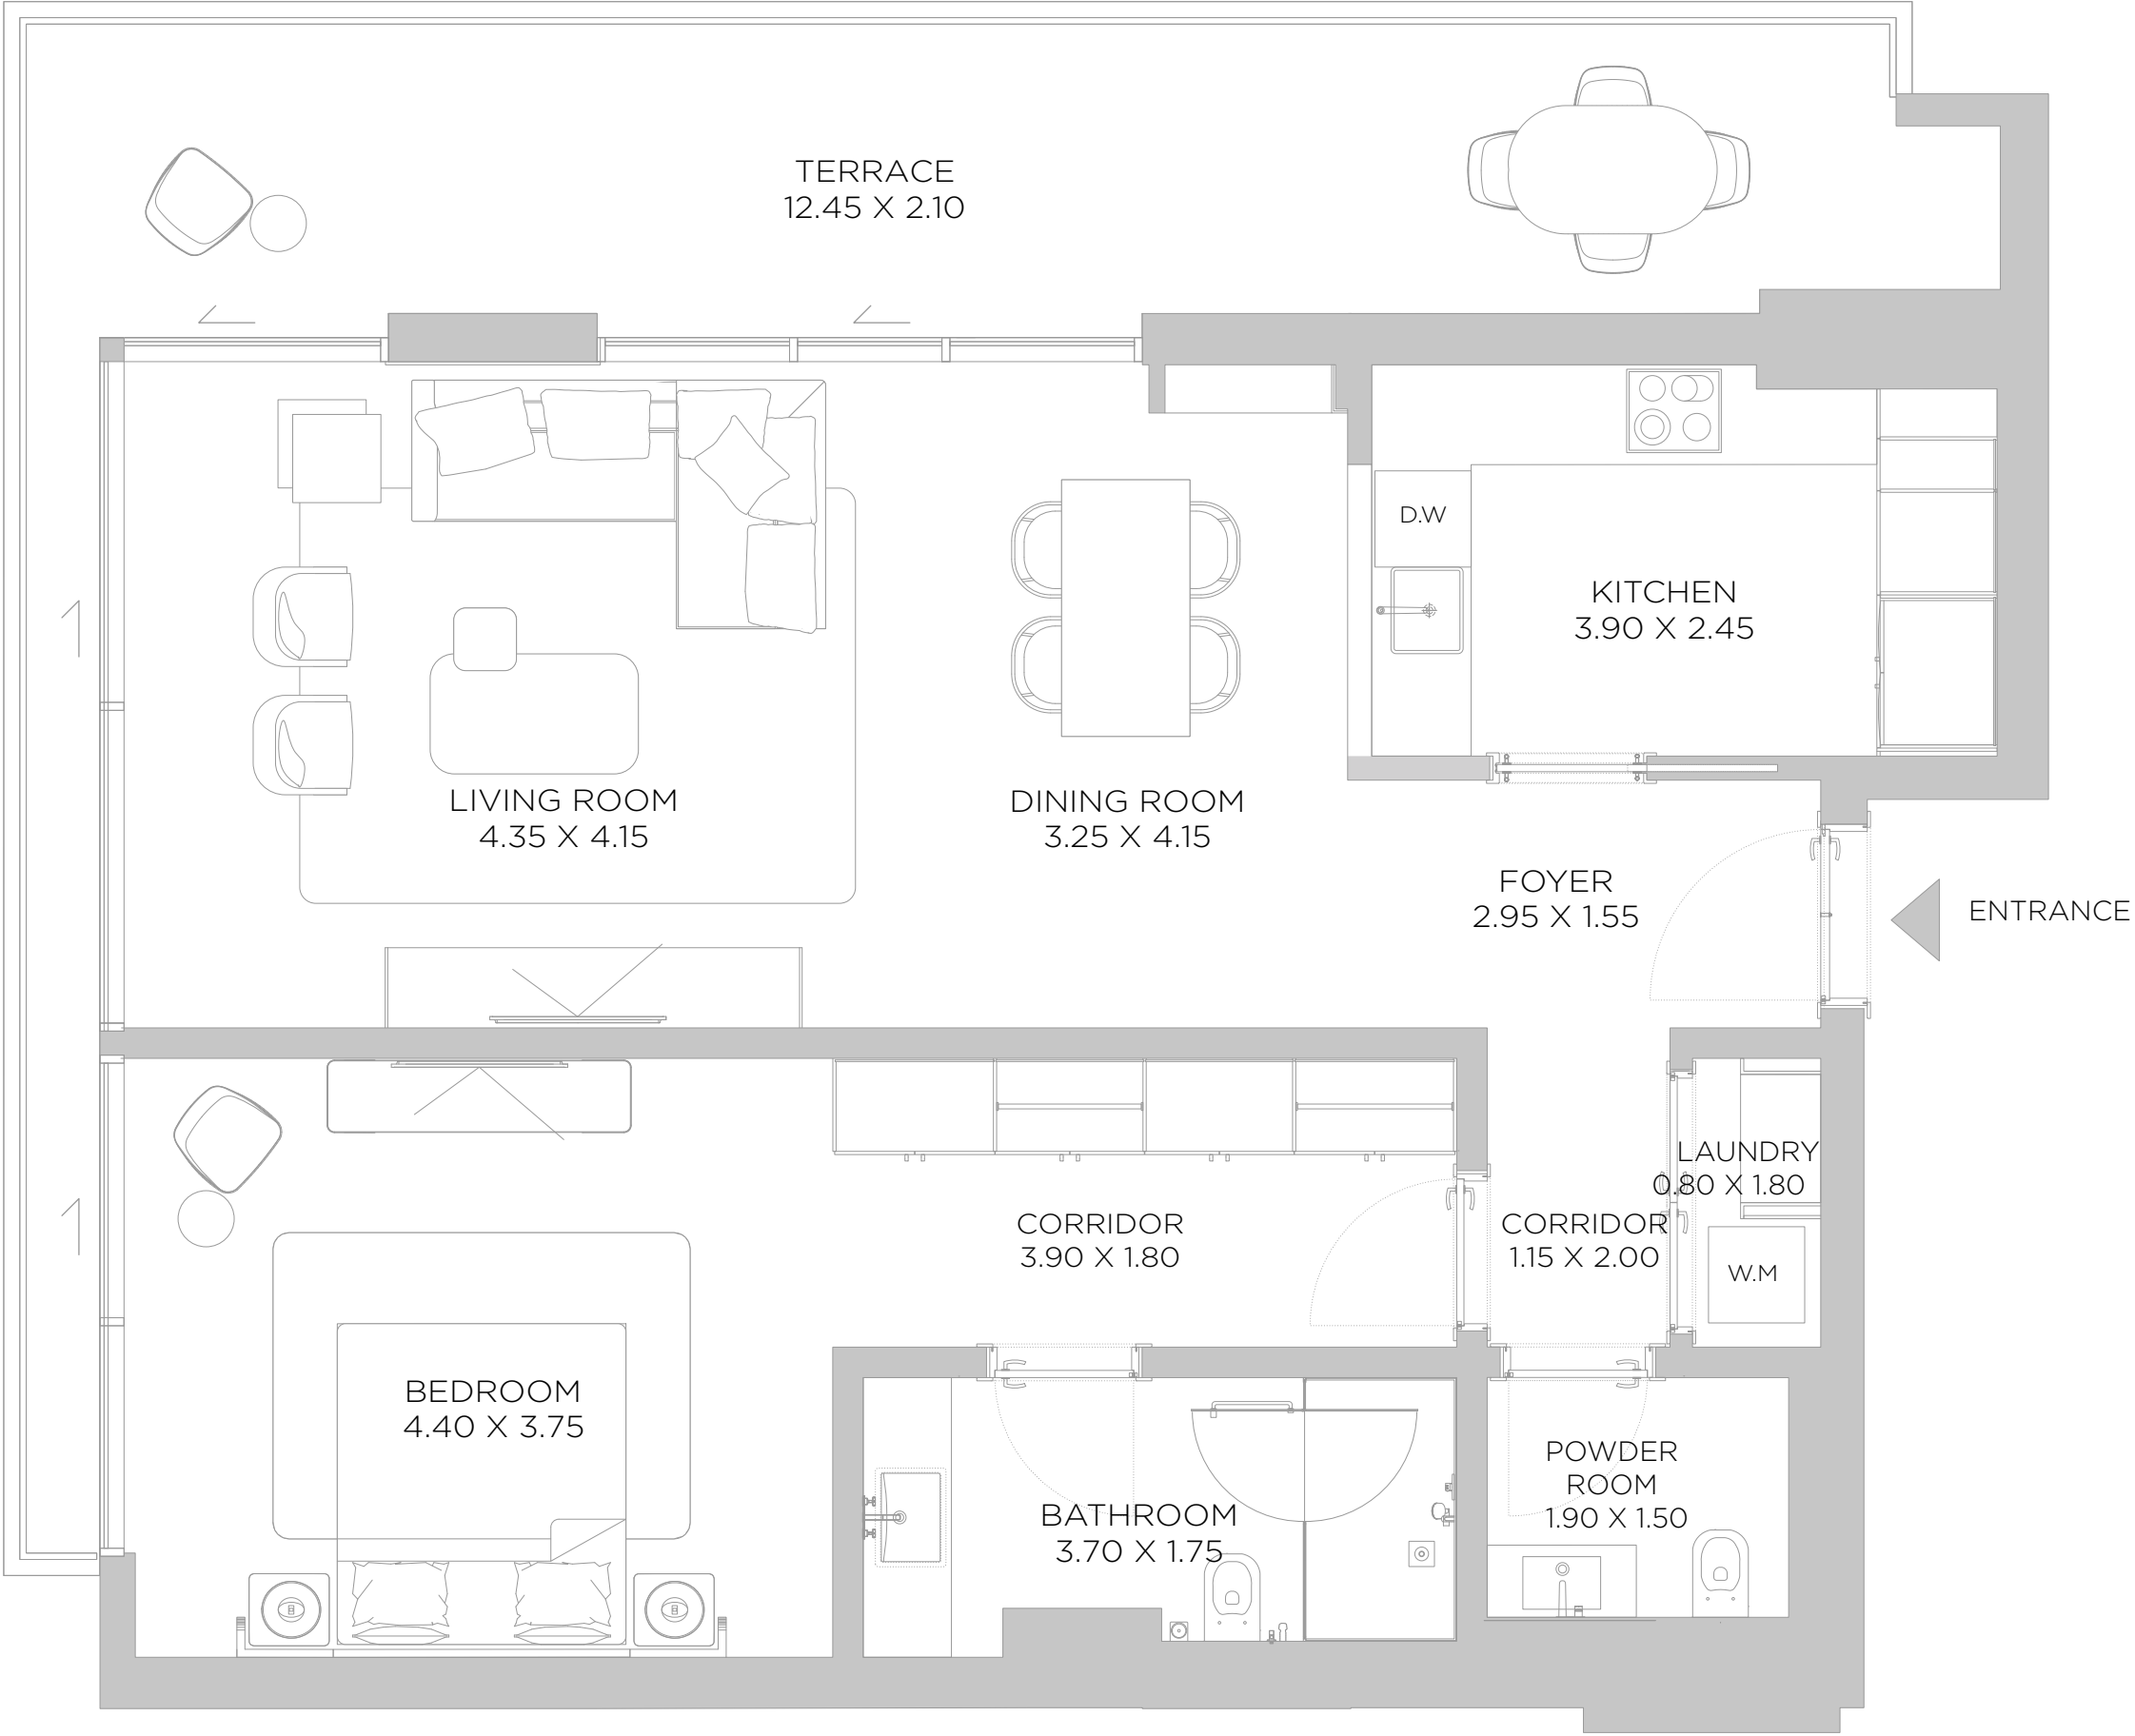 TERRACE
12.45 X 2.10
D.W
KITCHEN
3.90 X 2.45
LIVING ROOM
4.35 X 4.15
DINING ROOM
3.25 X 4.15
FOYER
2.95 X 1.55
ENTRANCE
LAUNDRY
0.80 X 1.80
CORRIDOR
3.90 X 1.80
CORRIDOR
1.15 X 2.00
W.M
BEDROOM
4.40 X 3.75
BATHROOM
3.70 X 1.75
POWDER
ROOM
1.90 X 1.50